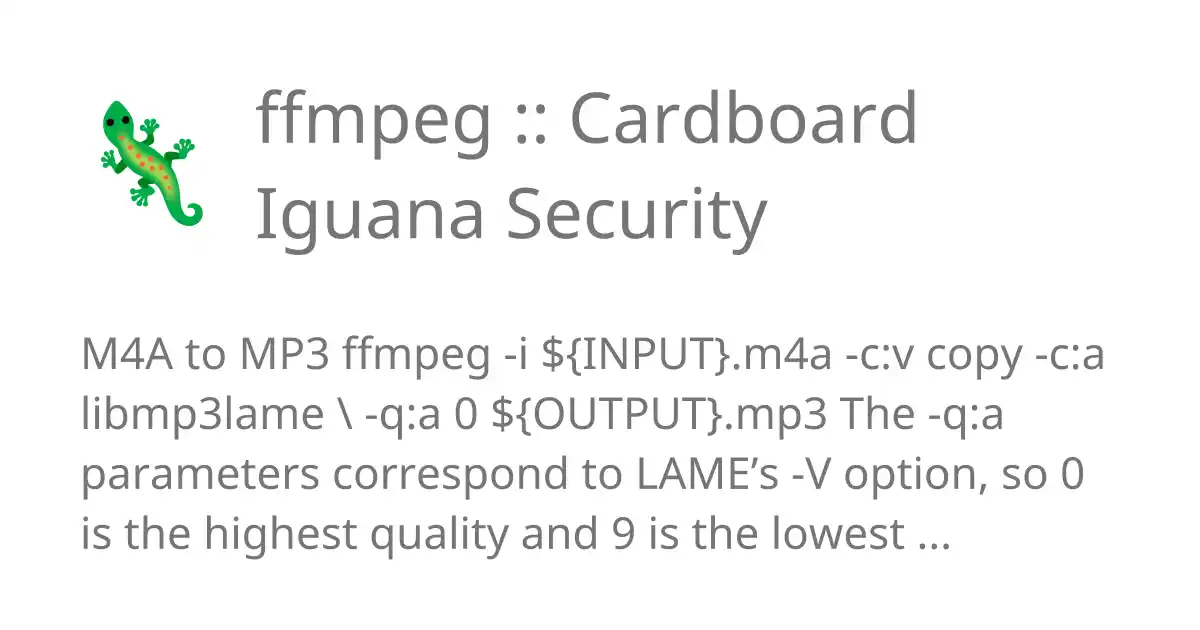 ffmpeg :: Cardboard
Iguana Security
M4A to MP3 ffmpeg -i ${INPUT}.m4a -c:v copy -c:a
libmp3lame \ -q:a 0 ${OUTPUT}.mp3 The -q:a
parameters correspond to LAME’s -V option, so 0
is the highest quality and 9 is the lowest ...